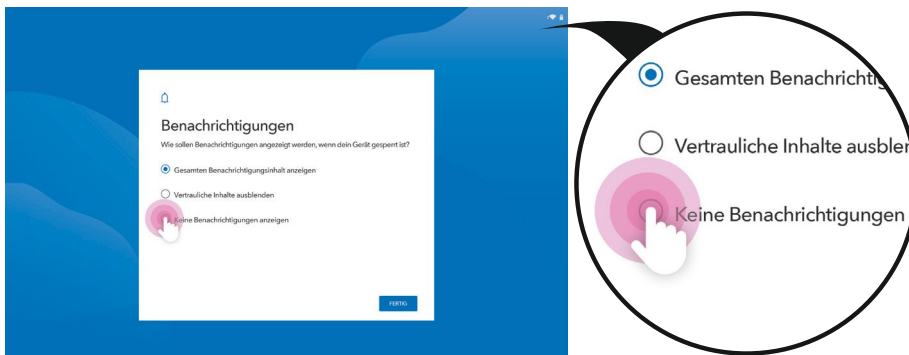 Benachrichtigungen
Wie sollen Benachrichtigungen angezeigt werden, wenn dein Gerät gesperrt ist?
Gesamten Benachrichtigungsinhalt anzeigen
Vertrauliche Inhalte ausblenden
Keine Benachrichtigungen anzeigen
FERTIG
Gesamten Benachrichtig
Vertrauliche Inhalte ausblen
Keine Benachrichtigungen